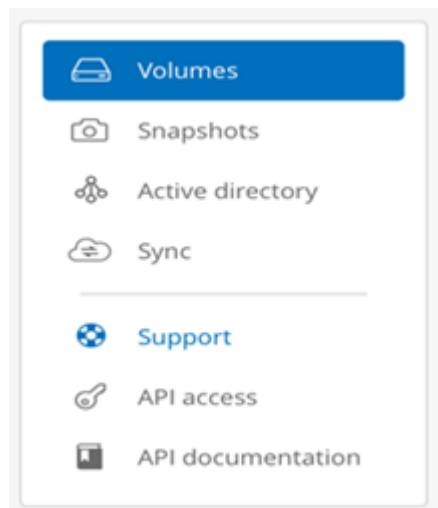 Volumes
Snapshots
Active directory
Sync
Support
API access
API documentation